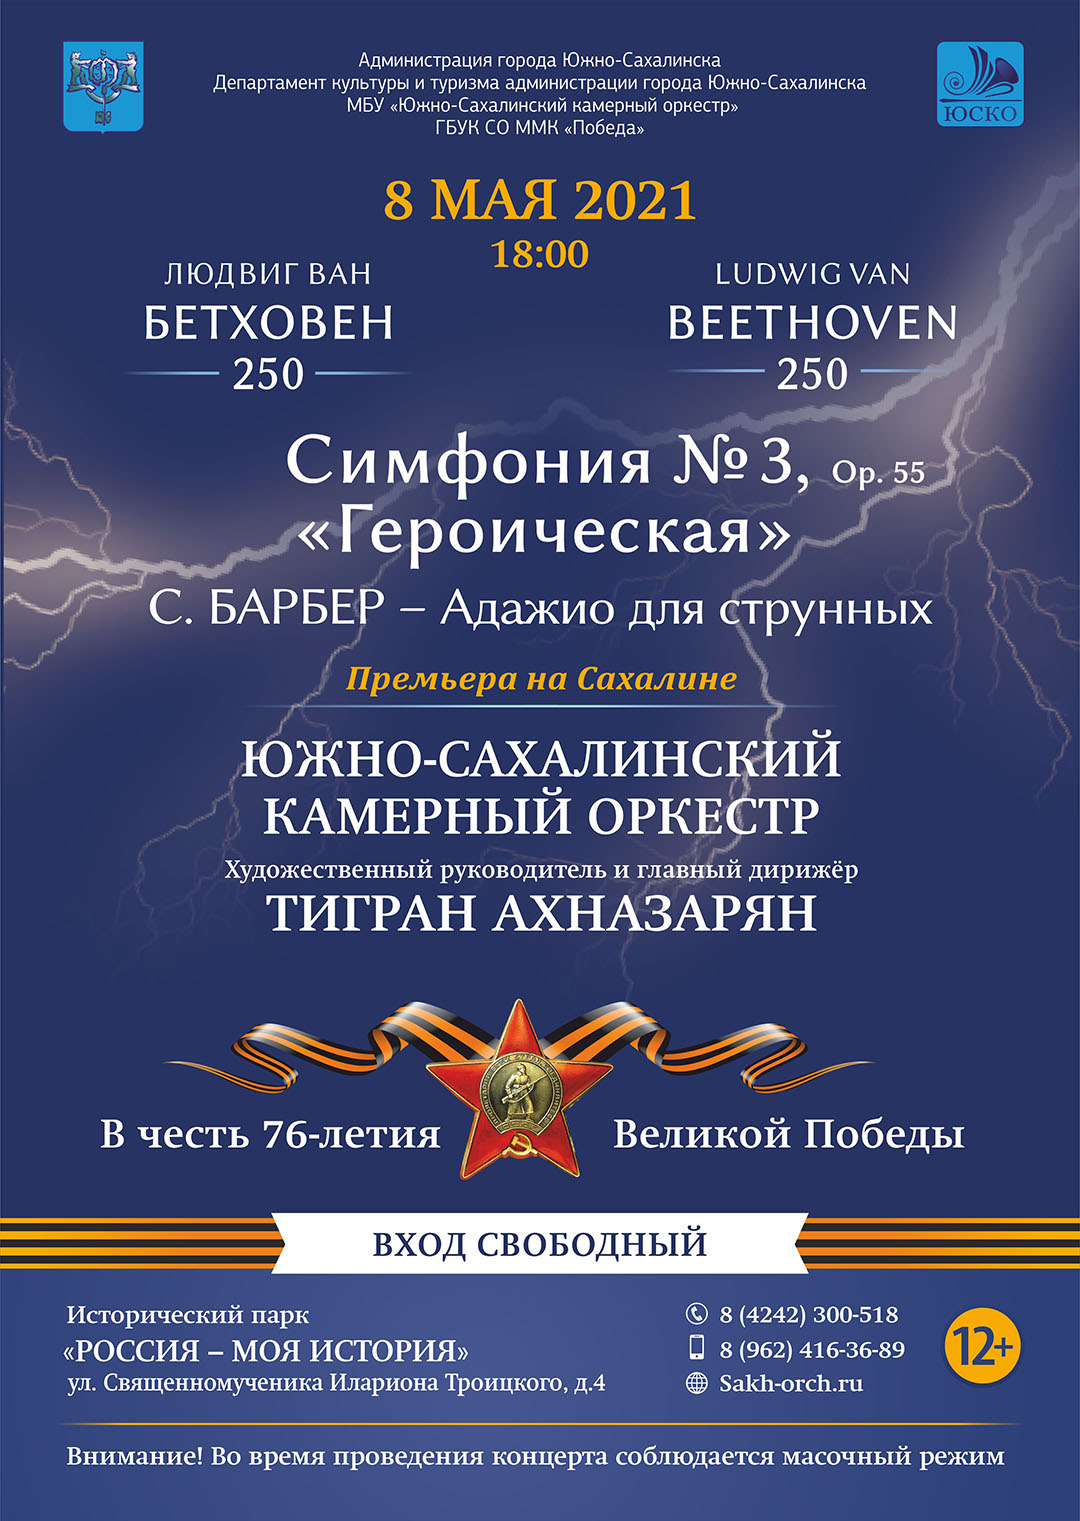 Администрация города Южно-Сахалинска
Департамент культуры и туризма администрации города Южно-Сахалинска
МБУ «Южно-Сахалинский камерный оркестр»
ГБУК СО ММК «Победа»
ЮСКО
8 МАЯ 2021
18:00
ЛЮДВИГ ВАН
БЕТХОВЕН
250
LUDWIG VAN
BEETHOVEN
250
Симфония № 3, Op. 55
«Героическая»
С. БАРБЕР – Адажио для струнных
Премьера на Сахалине
ЮЖНО-САХАЛИНСКИЙ
КАМЕРНЫЙ ОРКЕСТР
Художественный руководитель и главный дирижёр
ТИГРАН АХНАЗАРЯН
В честь 76-летия Великой Победы
ВХОД СВОБОДНЫЙ
Исторический парк
«РОССИЯ – МОЯ ИСТОРИЯ»
ул. Священномученика Илариона Троицкого, д.4
8 (4242) 300-518
8 (962) 416-36-89
Sakh-orch.ru
12+
Внимание! Во время проведения концерта соблюдается масочный режим